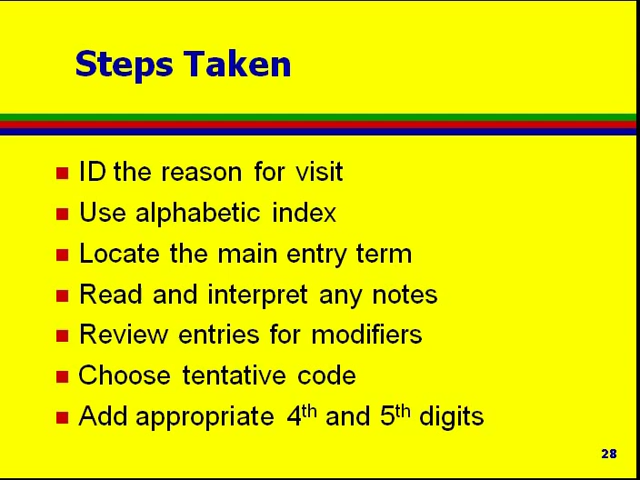 Steps Taken
ID the reason for visit
Use alphabetic index
Locate the main entry term
Read and interpret any notes
Review entries for modifiers
Choose tentative code
Add appropriate 4th and 5th digits
28